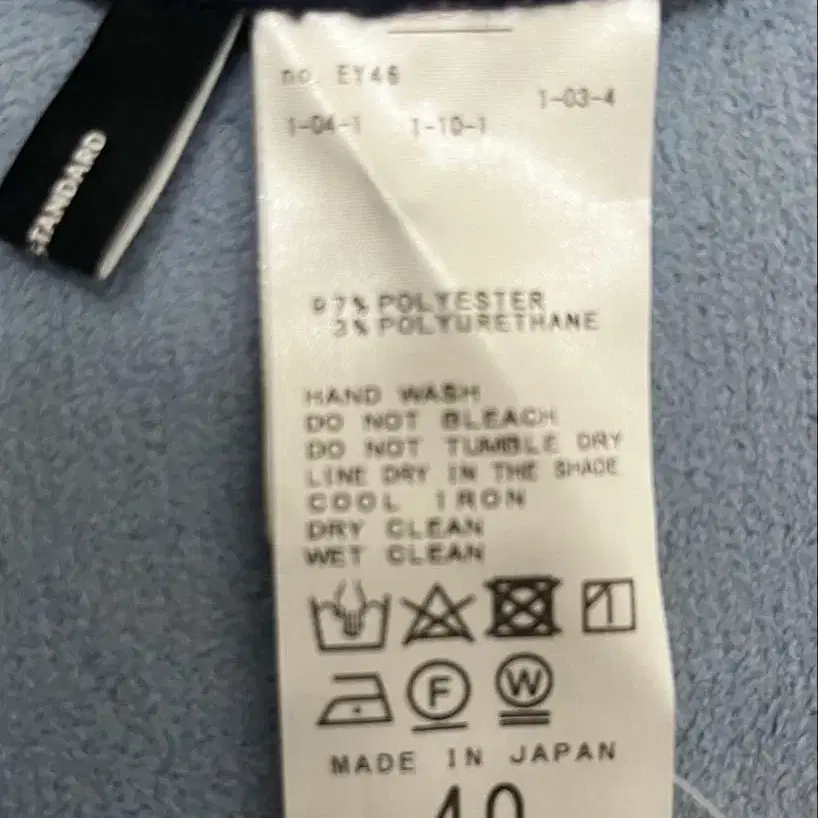 STANDARD
no. EY46
1-03-4
1-04-1 1-10-1
97% POLYESTER
3% POLYURETHANE
HAND WASH
DO NOT BLEACH
DO NOT TUMBLE DRY
LINE DRY IN THE SHADE
COOL IRON
DRY CLEAN
WET CLEAN
F W
MADE IN JAPAN
40